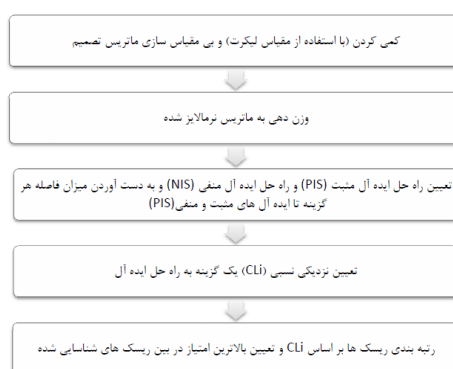 کمی کردن (با استفاده از مقیاس لیکرت) و بی مقیاس سازی ماتریس تصمیم
وزن دهی به ماتریس نرمالایز شده
تعیین راه حل ایده آل مثبت (PIS) و راه حل ایده آل منفی (NIS) و به دست آوردن میزان فاصله هر
گزینه تا ایده آل های مثبت و منفی(PIS)
تعیین نزدیکی نسبی (CLi) یک گزینه به راه حل ایده آل
رتبه بندی ریسک ها بر اساس CLi و تعیین بالاترین امتیاز در بین ریسک های شناسایی شده